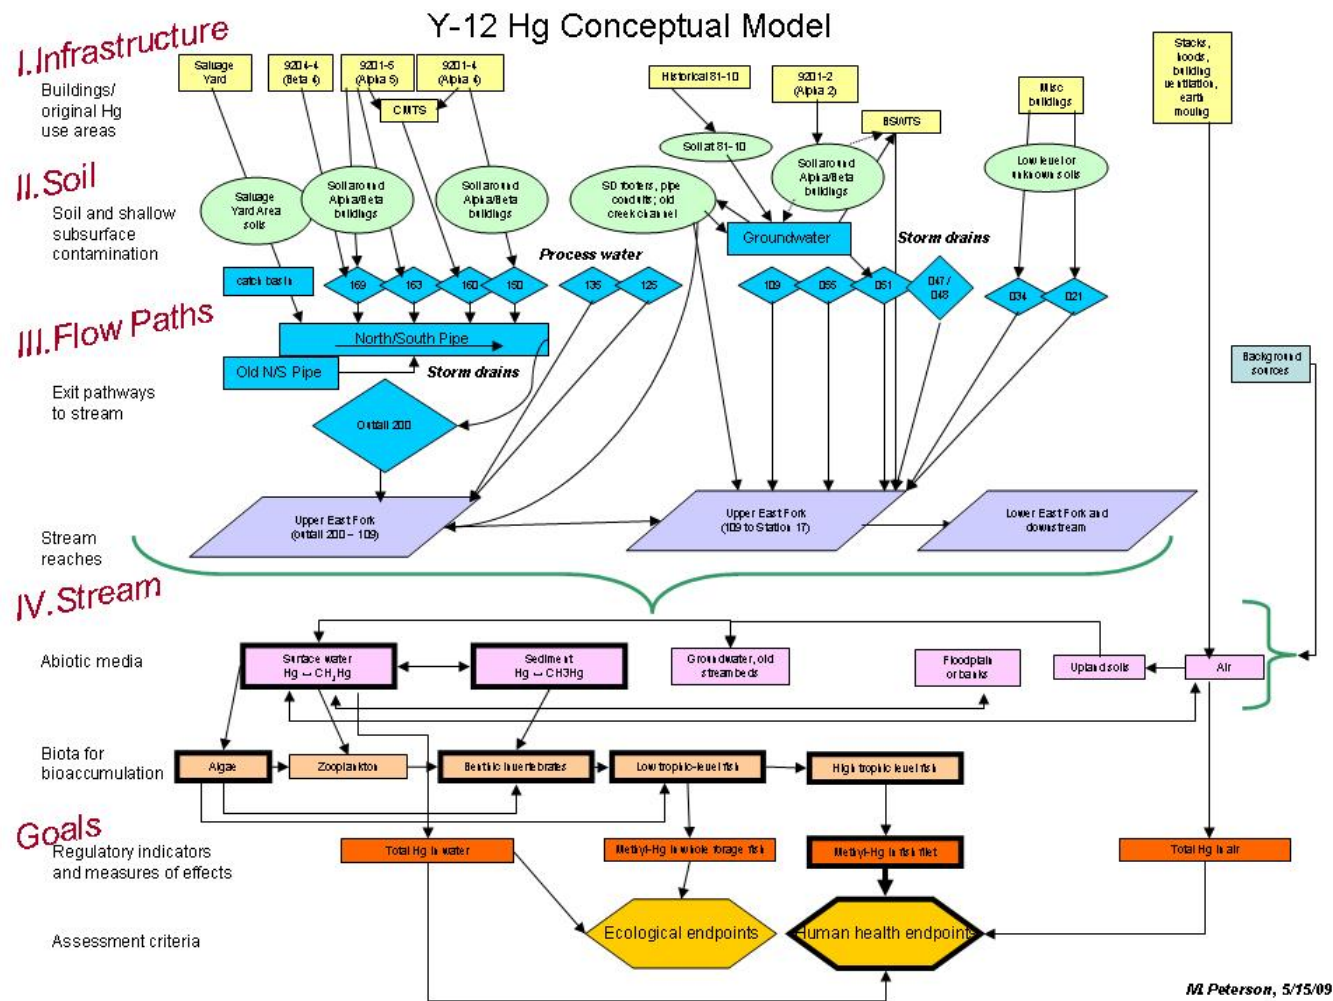 Y-12 Hg Conceptual Model
I.Infrastructure
Buildings/
original Hg
use areas
Salvage
Yard
9204-4
(Beta 4)
9201-5
(Alpha 5)
9201-4
(Alpha 4)
CMTS
Historical 81-10
9201-2
(Alpha 2)
BSWTS
Misc
buildings
Stacks,
hoods,
building
ventilation,
earth
moving
II.Soil
Soil and shallow
subsurface
contamination
Salvage
Yard Area
soils
Soil around
Alpha/Beta
buildings
Soil around
Alpha/Beta
buildings
SD footers, pipe
conduits; old
creek channel
Soil at 81-10
Soil around
Alpha/Beta
buildings
Low level or
unknown soils
Groundwater
Process water
Storm drains
catch basin
169
163
160
150
135
125
109
055
051
047 /
048
034
021
III.Flow Paths
Exit pathways
to stream
North/South Pipe
Old N/S Pipe
Storm drains
Outfall 200
Background
sources
Stream
reaches
Upper East Fork
(outfall 200 – 109)
Upper East Fork
(109 to Station 17)
Lower East Fork and
downstream
IV.Stream
Abiotic media
Surface water
Hg ↔ CH3Hg
Sediment
Hg ↔ CH3Hg
Groundwater, old
streambeds
Floodplain
or banks
Upland soils
Air
Biota for
bioaccumulation
Algae
Zooplankton
Benthic invertebrates
Low trophic-level fish
High trophic level fish
Goals
Regulatory indicators
and measures of effects
Total Hg in water
Methyl-Hg in whole forage fish
Methyl-Hg in fish filet
Total Hg in air
Assessment criteria
Ecological endpoints
Human health endpoints
M. Peterson, 5/15/09